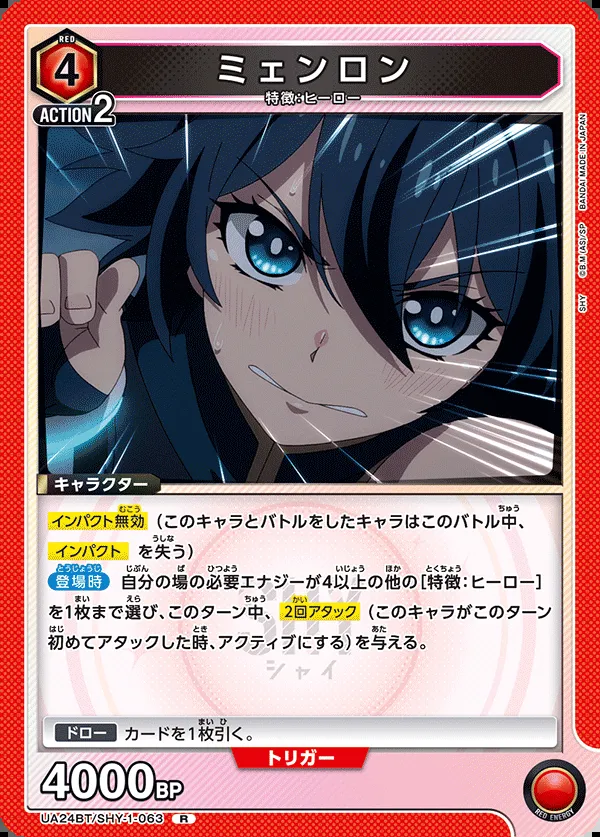 RED
4
ミェンロン
特徴:ヒーロー
ACTION2
SHY ©B.M(AS)/SP BANDAI MADE IN JAPAN
キャラクター
インパクト無効（このキャラとバトルをしたキャラはこのバトル中、
インパクト を失う）
登場時 自分の場の必要エナジーが4以上の他の[特徴:ヒーロー]
を1枚まで選び、このターン中、2回アタック（このキャラがこのターン
初めてアタックした時、アクティブにする）を与える。
SHY
シャイ
ドロー カードを1枚引く。
トリガー
4000BP
UA24BT/SHY-1-063 R
RED ENERGY